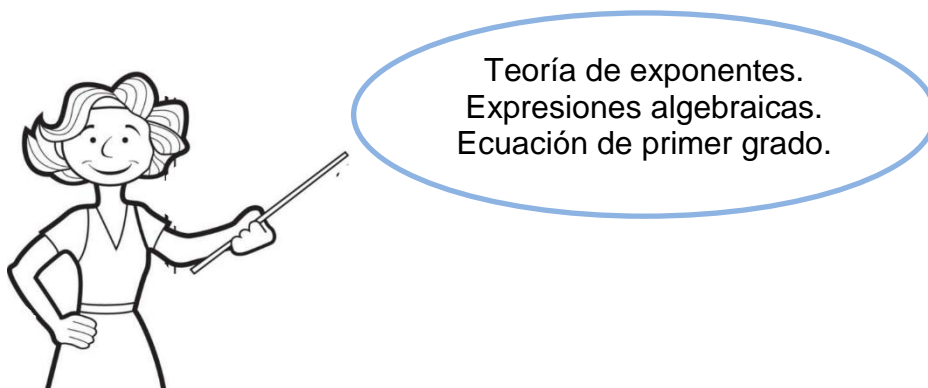 Teoría de exponentes.
Expresiones algebraicas.
Ecuación de primer grado.